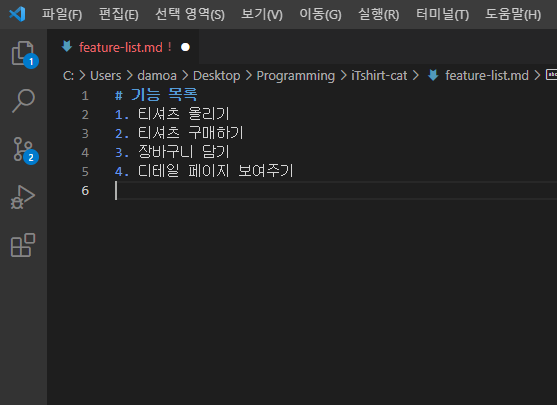 파일(F) 편집(E) 선택 영역(S) 보기(V) 이동(G) 실행(R) 터미널(T) 도움말(H)
feature-list.md !
C: > Users > damoa > Desktop > Programming > iTshirt-cat > feature-list.md > abc
1 # 기능 목록
2 1. 티셔츠 올리기
3 2. 티셔츠 구매하기
4 3. 장바구니 담기
5 4. 디테일 페이지 보여주기
6
1
2